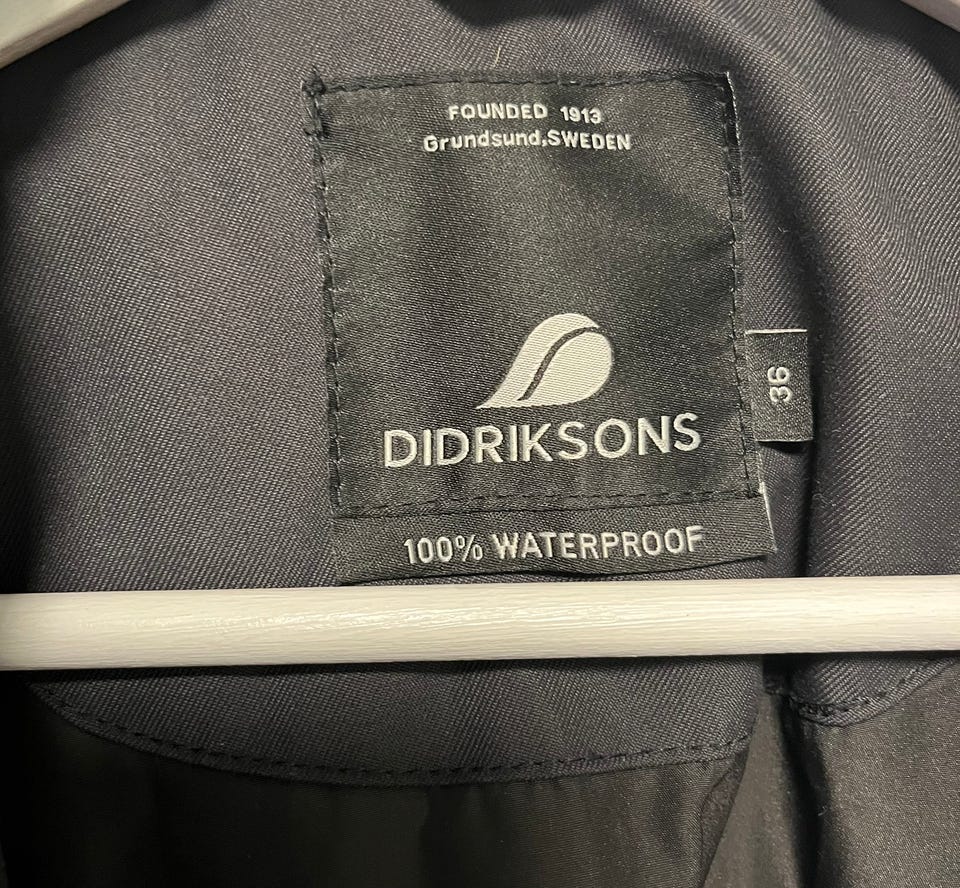 FOUNDED 1913
Grundsund,SWEDEN
DIDRIKSONS
36
100% WATERPROOF